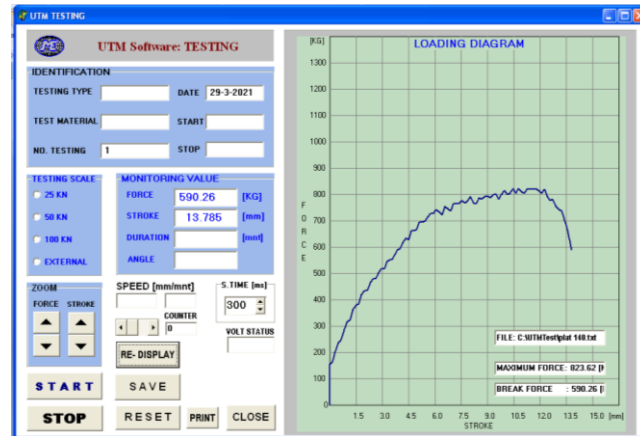 UTM TESTING
UTM Software: TESTING
IDENTIFICATION
TESTING TYPE
DATE 29-3-2021
TEST MATERIAL
START
NO. TESTING 1
STOP
TESTING SCALE
25 KN
50 KN
100 KN
EXTERNAL
MONITORING VALUE
FORCE 590.26 [KG]
STROKE 13.785 [mm]
DURATION [mnt]
ANGLE
ZOOM
FORCE STROKE
SPEED [mm/mnt]
COUNTER
0
S.TIME [ms]
300
VOLT STATUS
RE- DISPLAY
START
SAVE
STOP
RESET
PRINT
CLOSE
[KG]
LOADING DIAGRAM
1300
1200
1100
1000
900
800
700
600
500
400
300
200
100
0
FORCE
FILE: C:\UTMTest\plat 140.txt
MAXIMUM FORCE: 823.62 [
BREAK FORCE : 590.26 [
1.5 3.0 4.5 6.0 7.5 9.0 10.5 12.0 13.5 15.0 [mm]
STROKE